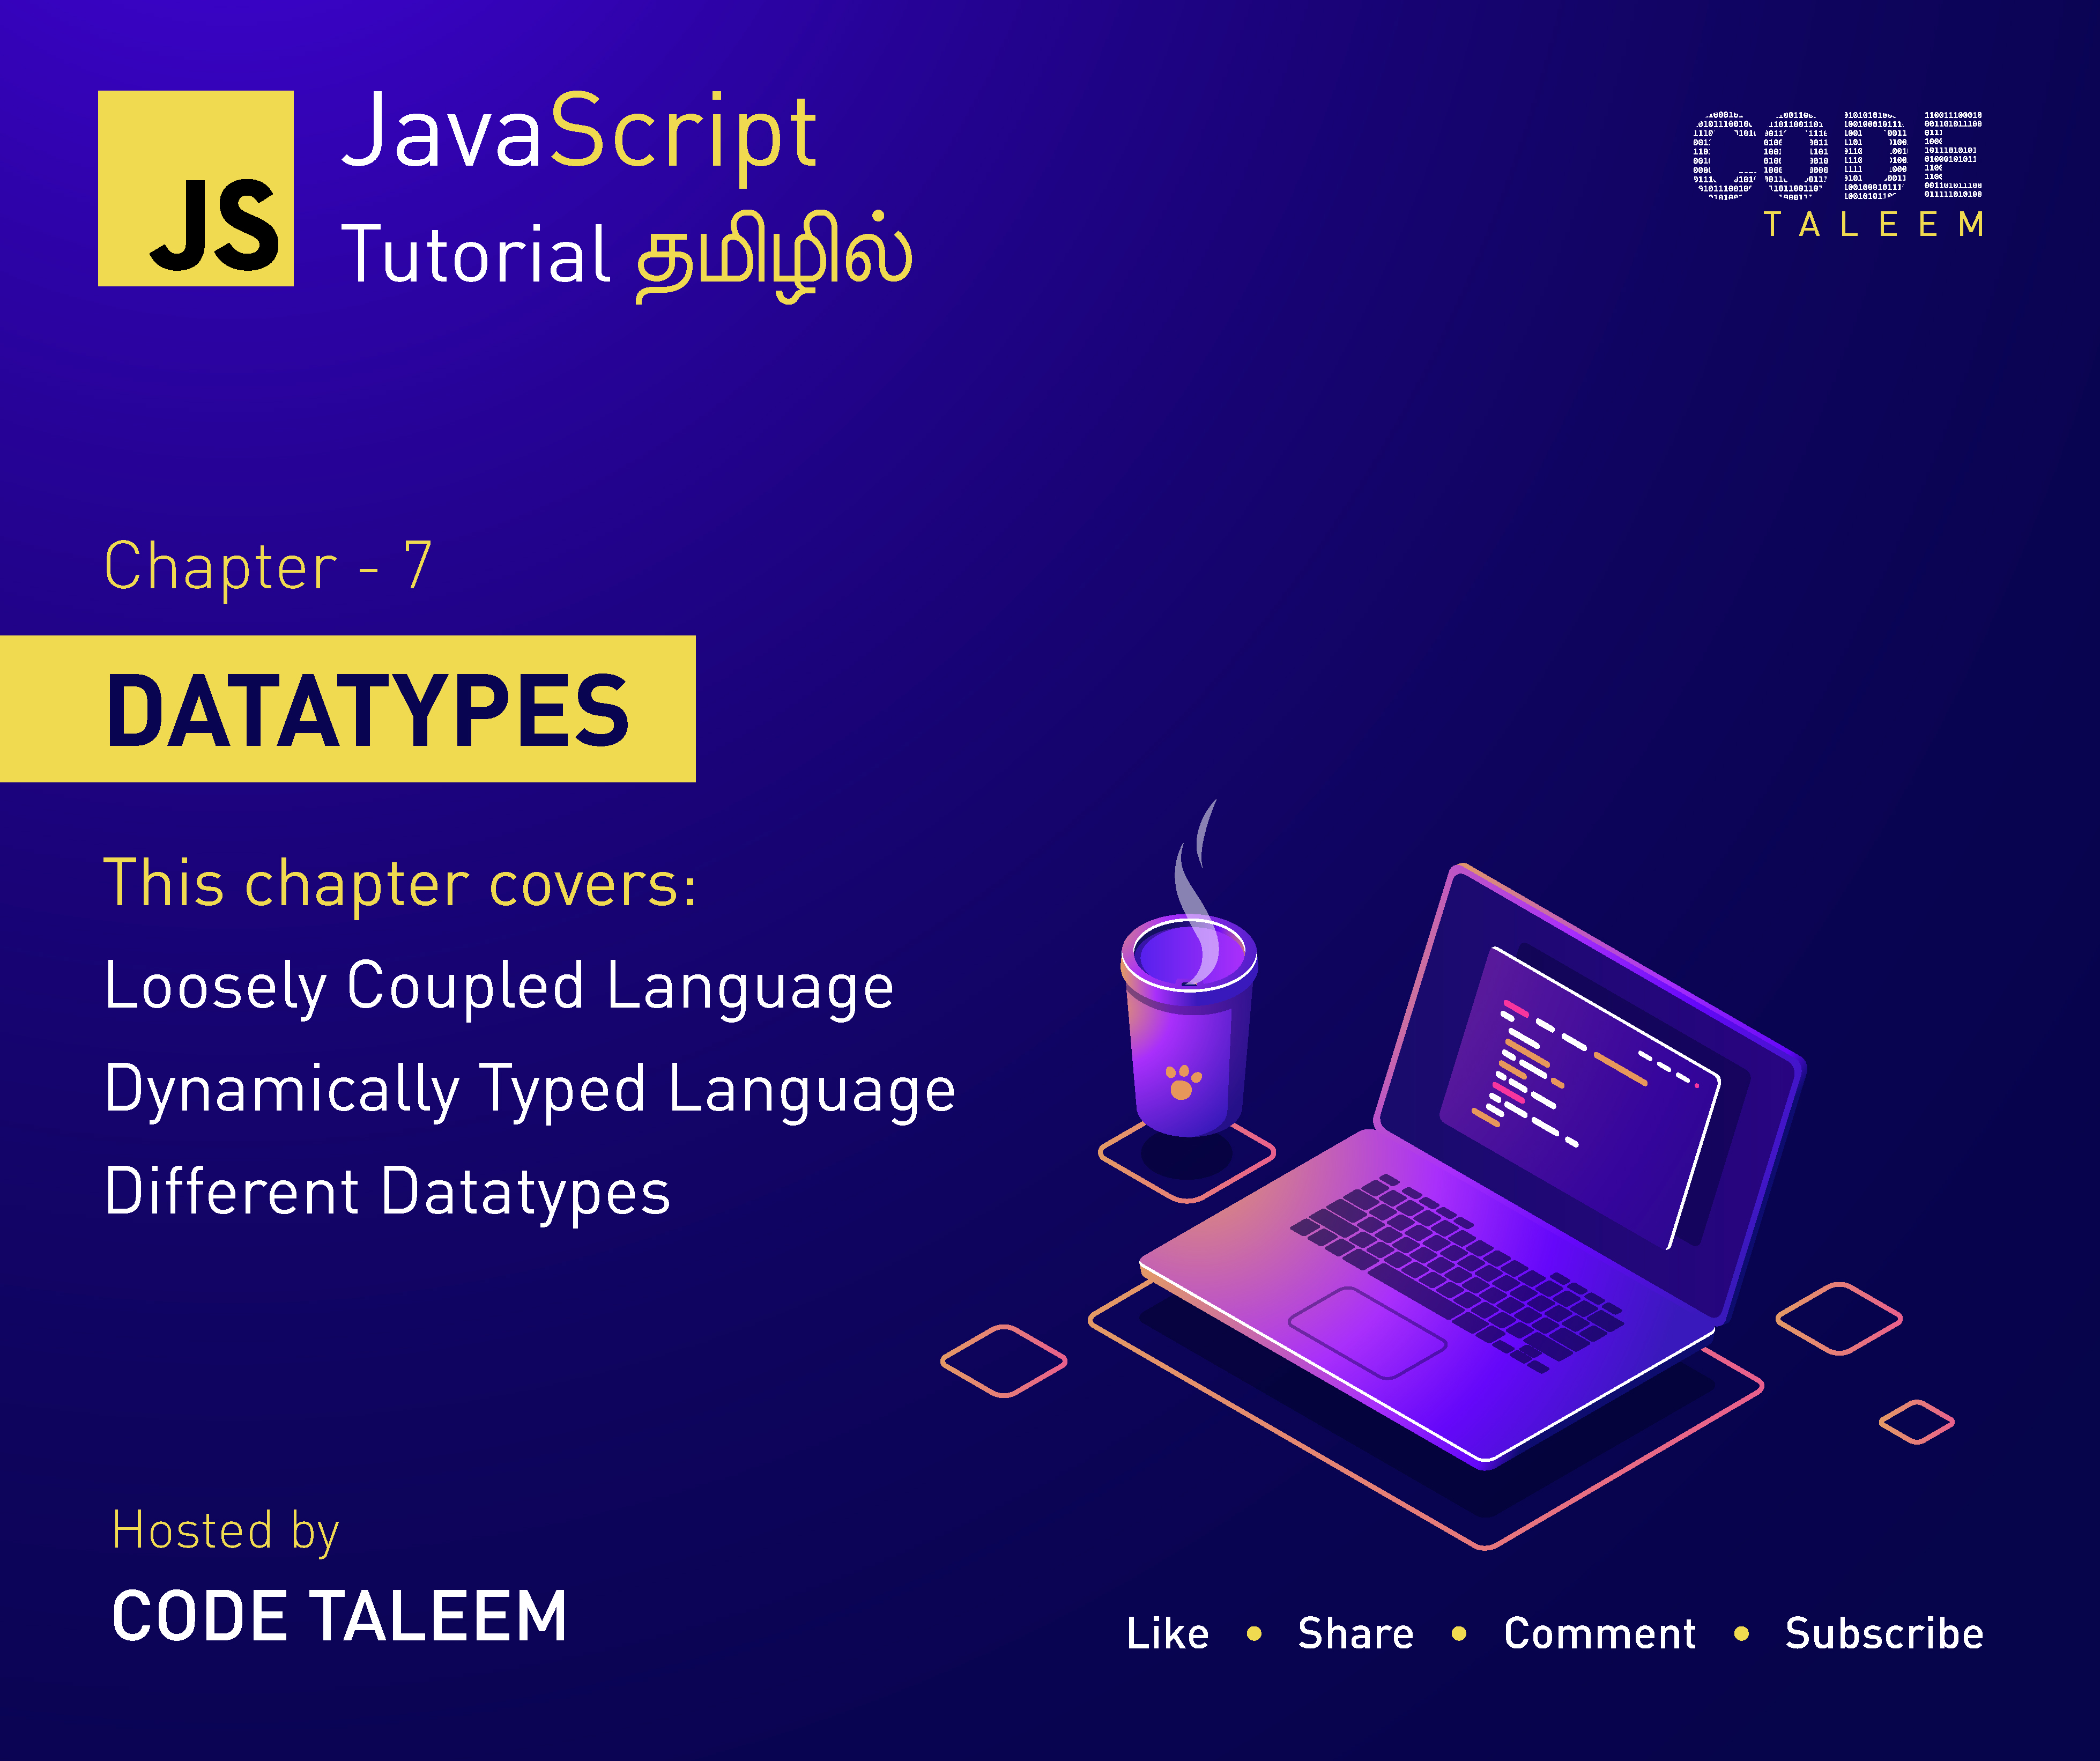 JS
JavaScript
Tutorial தமிழில்
CODE
TALEEM
Chapter - 7
DATATYPES
This chapter covers:
Loosely Coupled Language
Dynamically Typed Language
Different Datatypes
Hosted by
CODE TALEEM
Like • Share • Comment • Subscribe